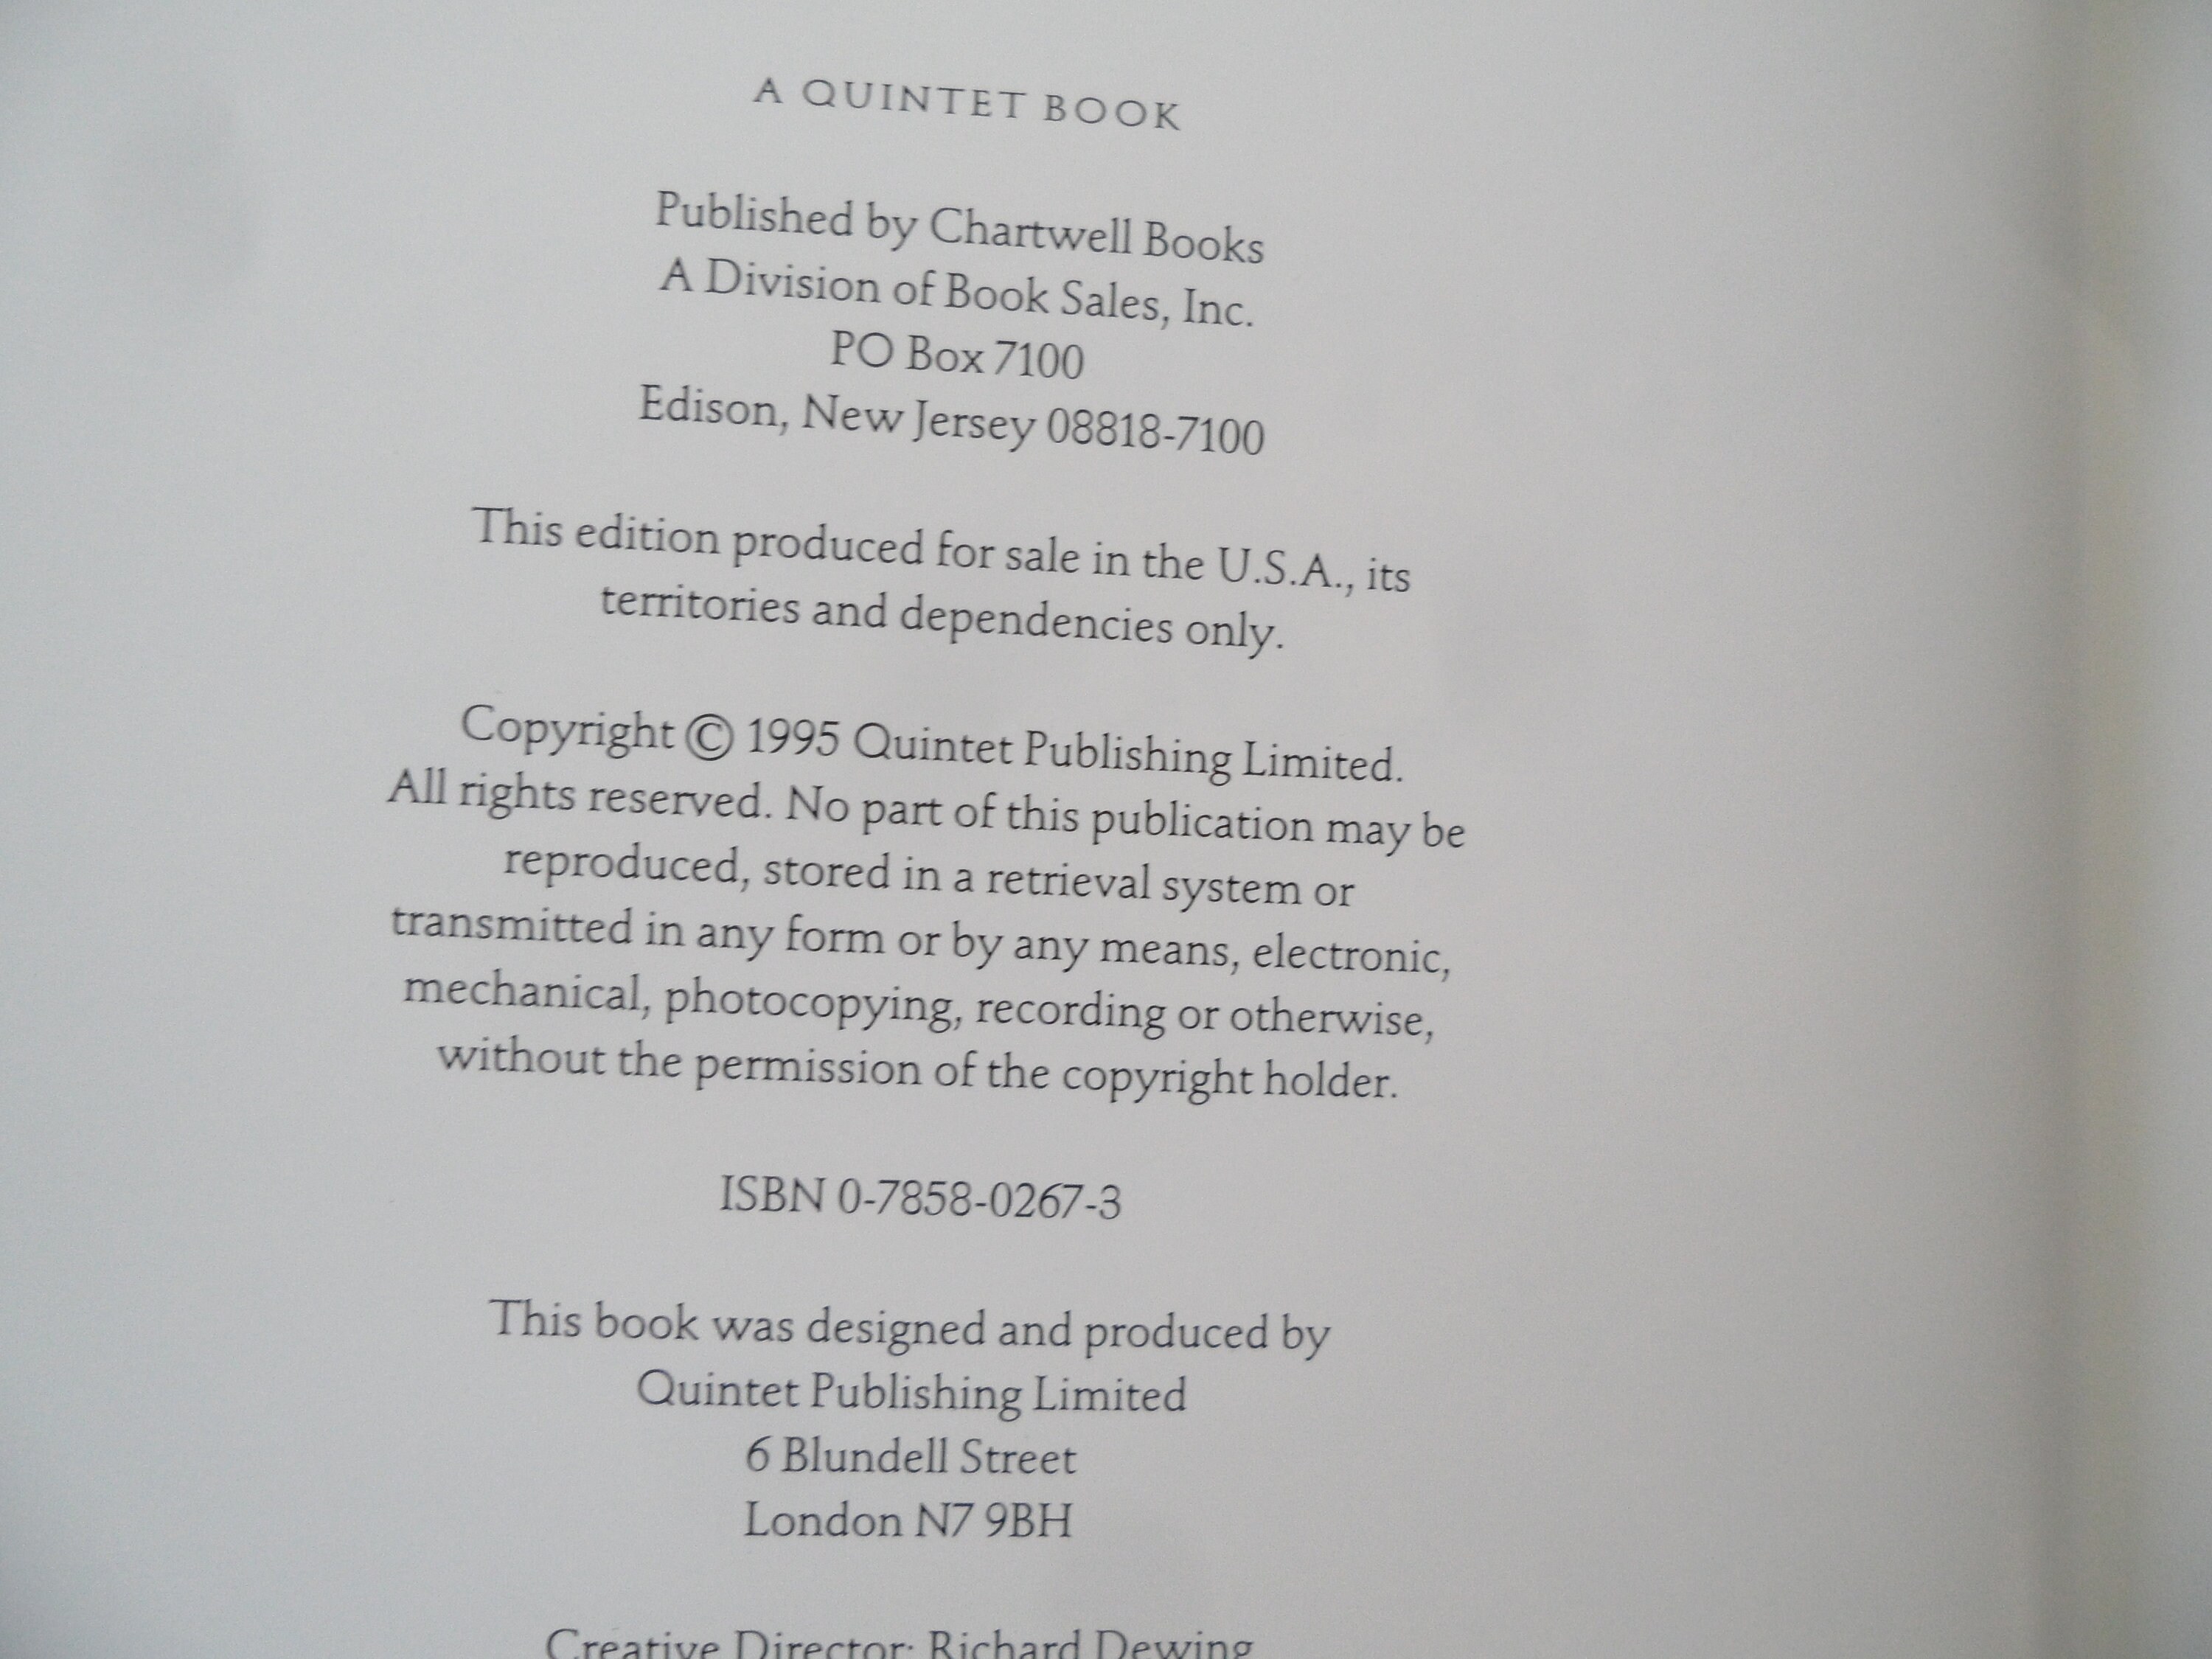 A QUINTET BOOK
Published by Chartwell Books
A Division of Book Sales, Inc.
PO Box 7100
Edison, New Jersey 08818-7100
This edition produced for sale in the U.S.A., its
territories and dependencies only.
Copyright © 1995 Quintet Publishing Limited.
All rights reserved. No part of this publication may be
reproduced, stored in a retrieval system or
transmitted in any form or by any means, electronic,
mechanical, photocopying, recording or otherwise,
without the permission of the copyright holder.
ISBN 0-7858-0267-3
This book was designed and produced by
Quintet Publishing Limited
6 Blundell Street
London N7 9BH
Creative Director: Richard Dewing